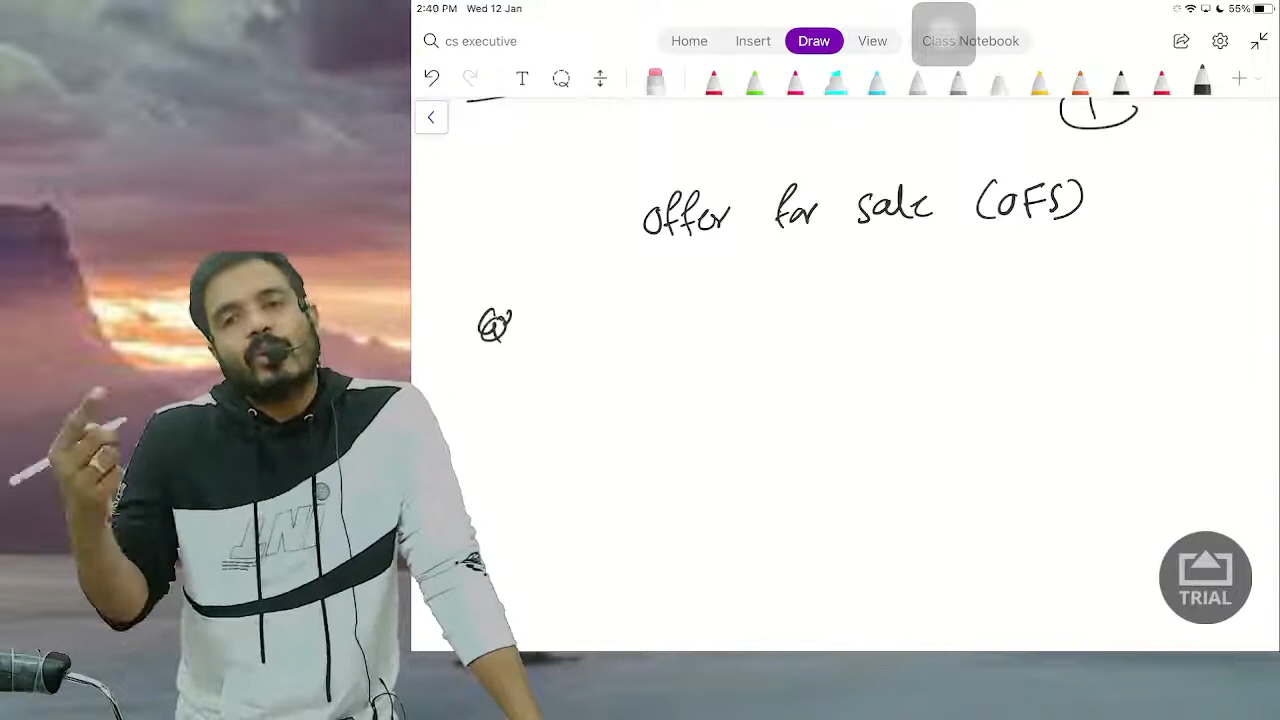 2:40 PM Wed 12 Jan
55%
cs executive
Home Insert Draw View Class Notebook
T
1
offer for sale (OFS)
TRIAL